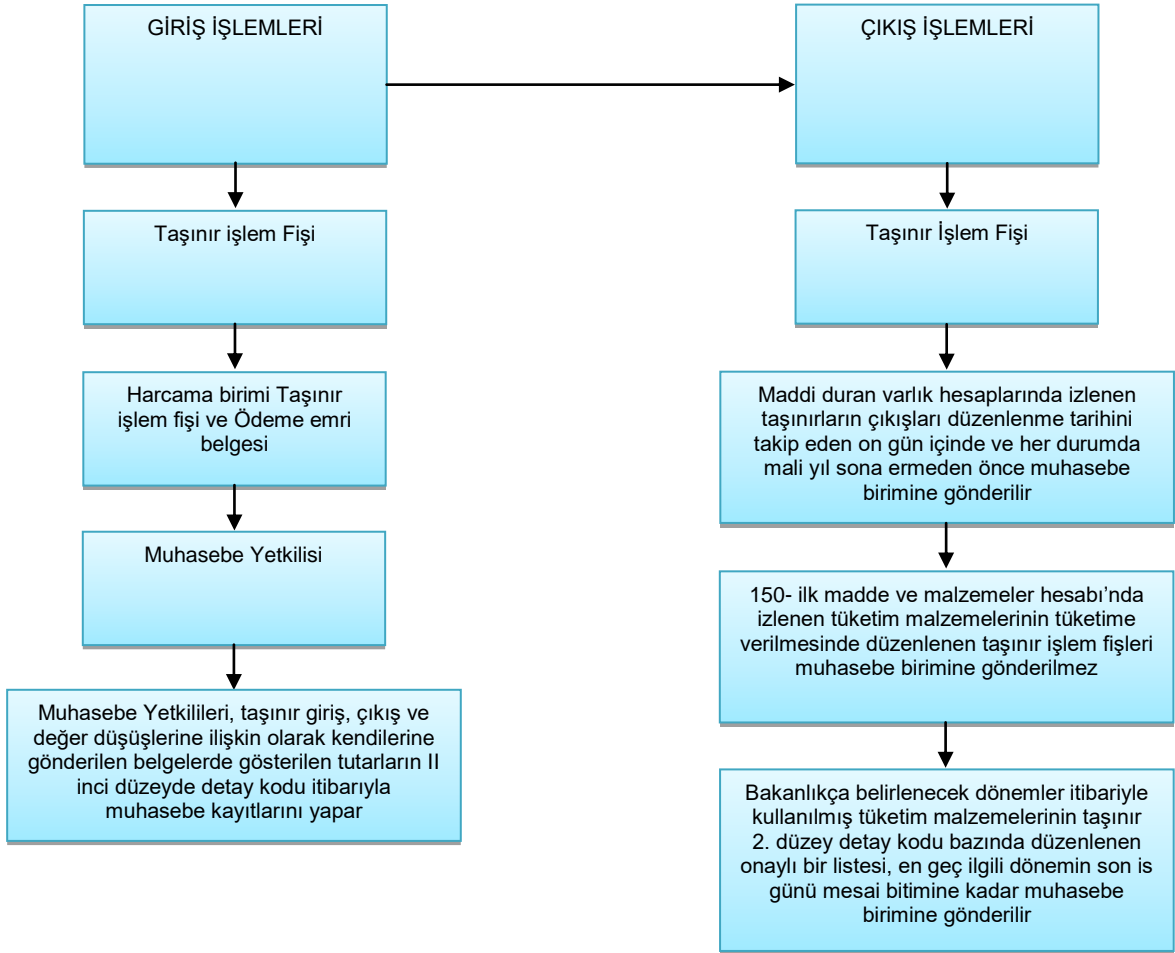 GİRİŞ İŞLEMLERİ
Taşınır işlem Fişi
Harcama birimi Taşınır
işlem fişi ve Ödeme emri
belgesi
Muhasebe Yetkilisi
Muhasebe Yetkilileri, taşınır giriş, çıkış ve
değer düşüşlerine ilişkin olarak kendilerine
gönderilen belgelerde gösterilen tutarların II
inci düzeyde detay kodu itibarıyla
muhasebe kayıtlarını yapar
ÇIKIŞ İŞLEMLERİ
Taşınır İşlem Fişi
Maddi duran varlık hesaplarında izlenen
taşınırların çıkışları düzenlenme tarihini
takip eden on gün içinde ve her durumda
mali yıl sona ermeden önce muhasebe
birimine gönderilir
150- ilk madde ve malzemeler hesabı’nda
izlenen tüketim malzemelerinin tüketime
verilmesinde düzenlenen taşınır işlem fişleri
muhasebe birimine gönderilmez
Bakanlıkça belirlenecek dönemler itibariyle
kullanılmış tüketim malzemelerinin taşınır
2. düzey detay kodu bazında düzenlenen
onaylı bir listesi, en geç ilgili dönemin son is
günü mesai bitimine kadar muhasebe
birimine gönderilir